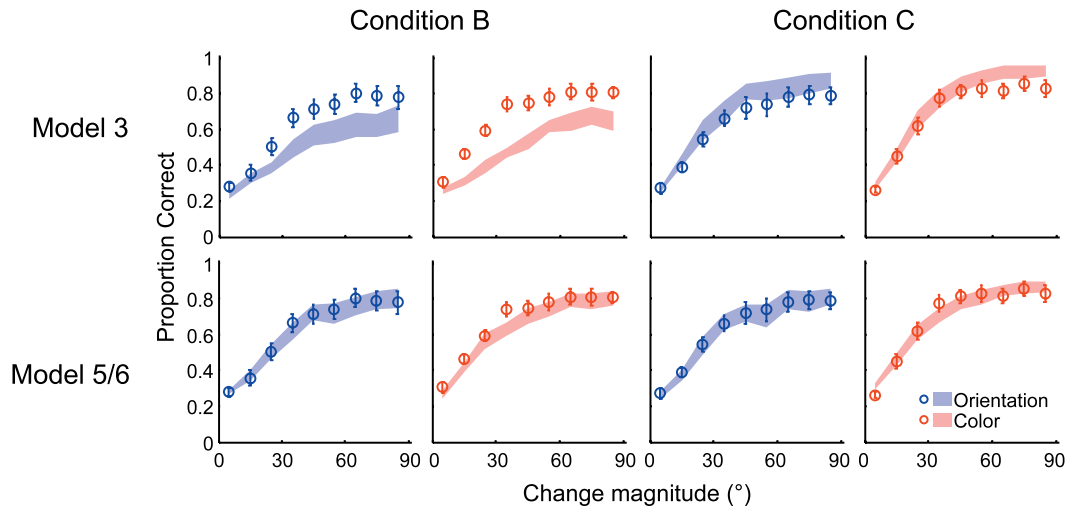 Condition B
Condition C
Model 3
Model 5/6
Proportion Correct
1
0.8
0.6
0.4
0.2
0
1
0.8
0.6
0.4
0.2
0
0 30 60 90
0 30 60 90
0 30 60 90
0 30 60 90
Orientation
Color
Change magnitude (°)